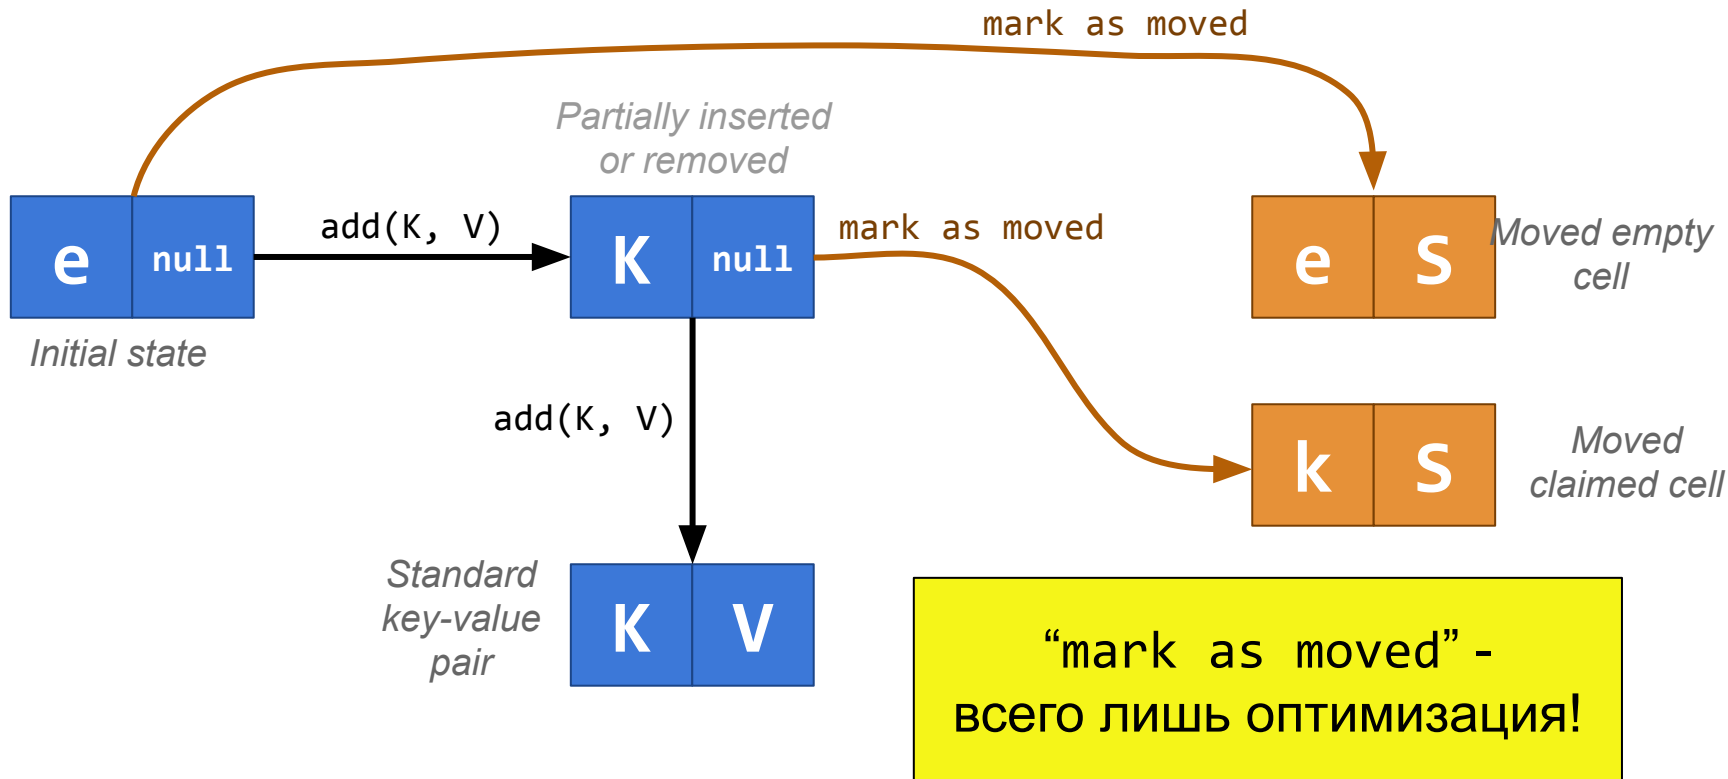 mark as moved
Partially inserted
or removed
e null
add(K, V)
K null
mark as moved
e S
Moved empty
cell
Initial state
add(K, V)
k S
Moved
claimed cell
Standard
key-value
pair
K V
“mark as moved” -
всего лишь оптимизация!